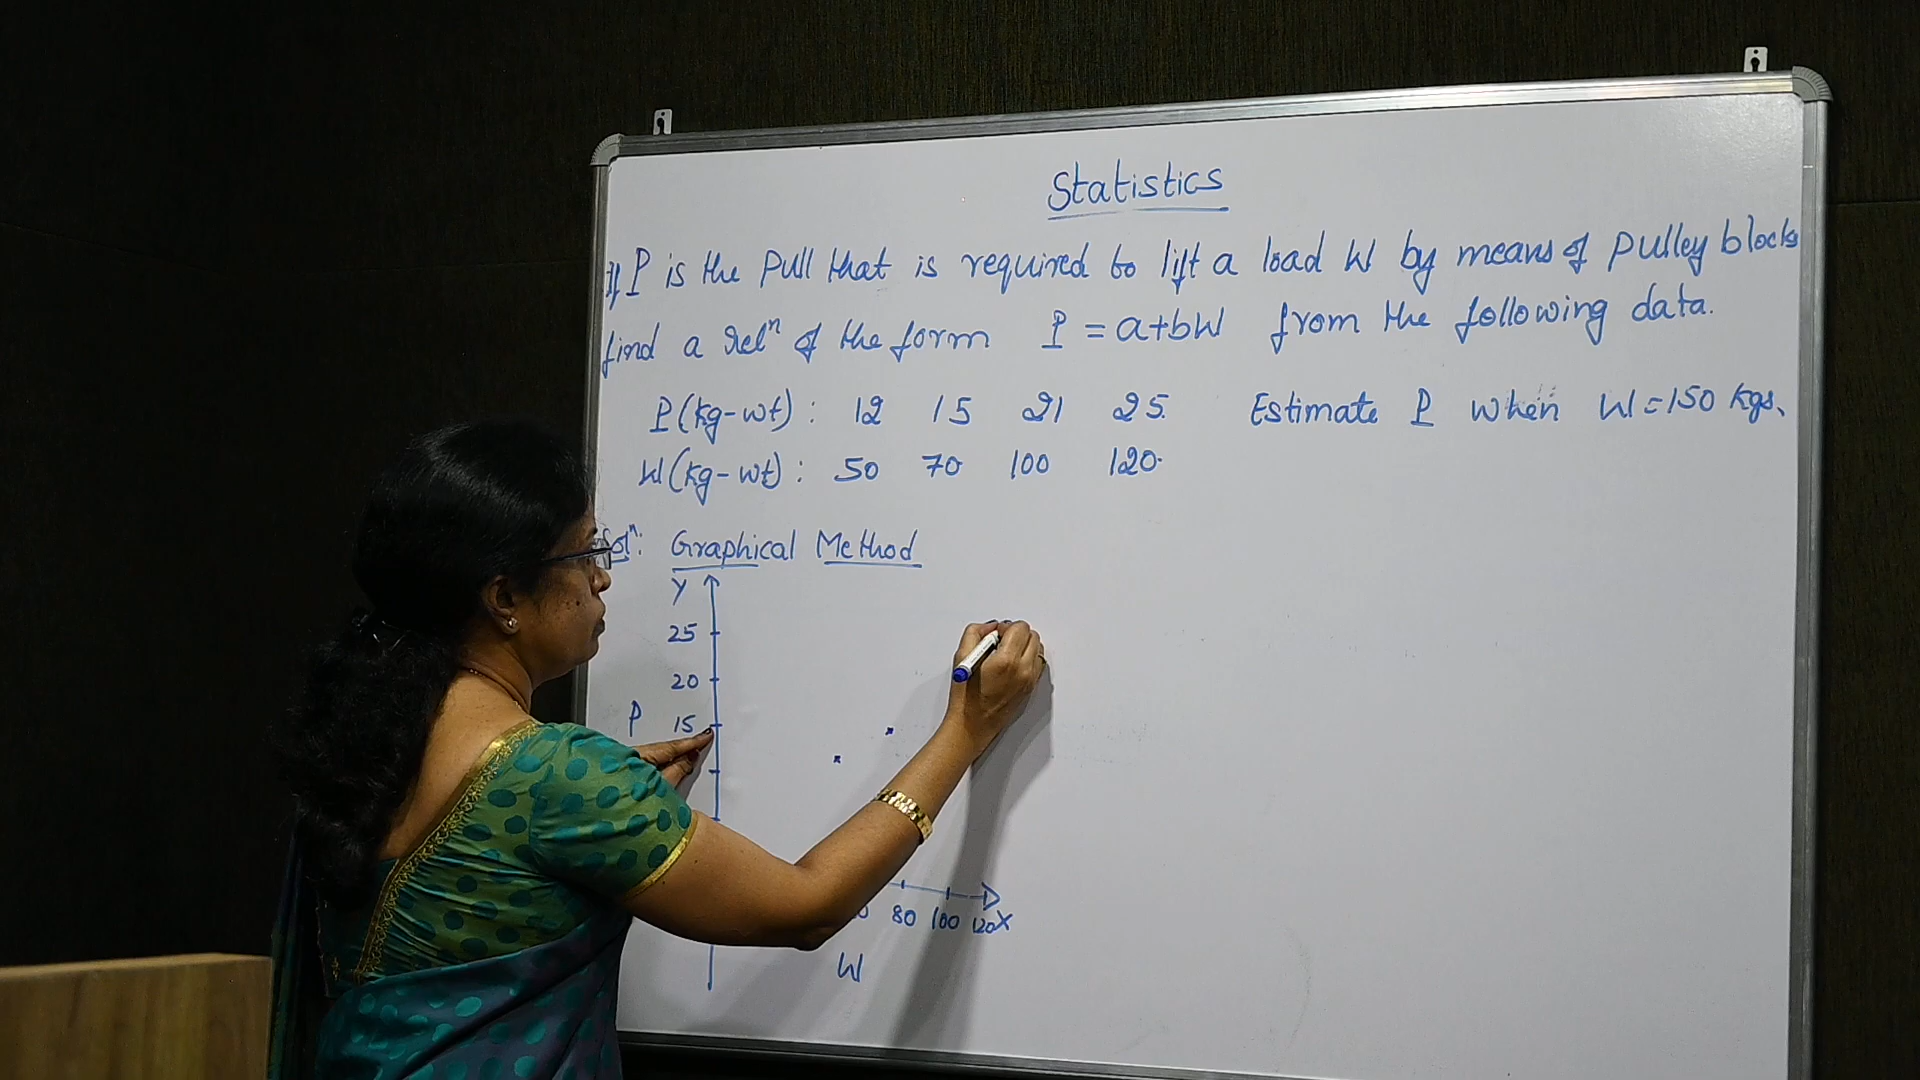 Statistics
If P is the pull that is required to lift a load W by means of pulley blocks
find a relⁿ of the form P = a+bW from the following data.
P(kg-wt) : 12 15 21 25. Estimate P when W=150 kgs.
W(kg-wt) : 50 70 100 120.
Solⁿ: Graphical Method
Y
25
20
P 15
80 100 120 X
W